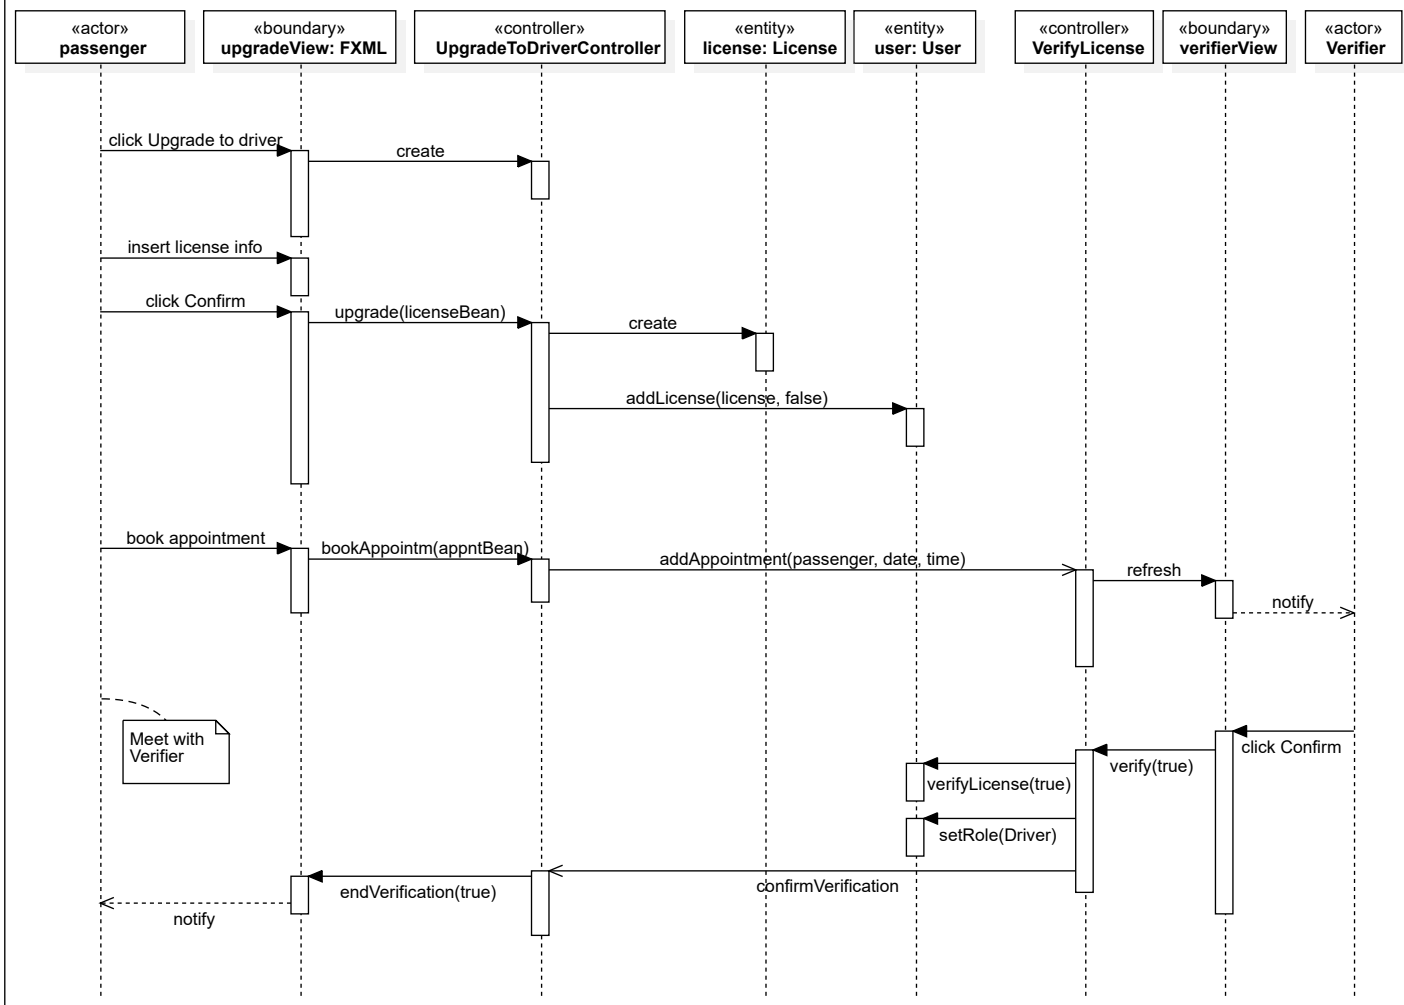 «actor»
passenger
«boundary»
upgradeView: FXML
«controller»
UpgradeToDriverController
«entity»
license: License
«entity»
user: User
«controller»
VerifyLicense
«boundary»
verifierView
«actor»
Verifier
click Upgrade to driver
create
insert license info
click Confirm
upgrade(licenseBean)
create
addLicense(license, false)
book appointment
bookAppointm(appntBean)
addAppointment(passenger, date, time)
refresh
notify
Meet with
Verifier
click Confirm
verify(true)
verifyLicense(true)
setRole(Driver)
confirmVerification
endVerification(true)
notify